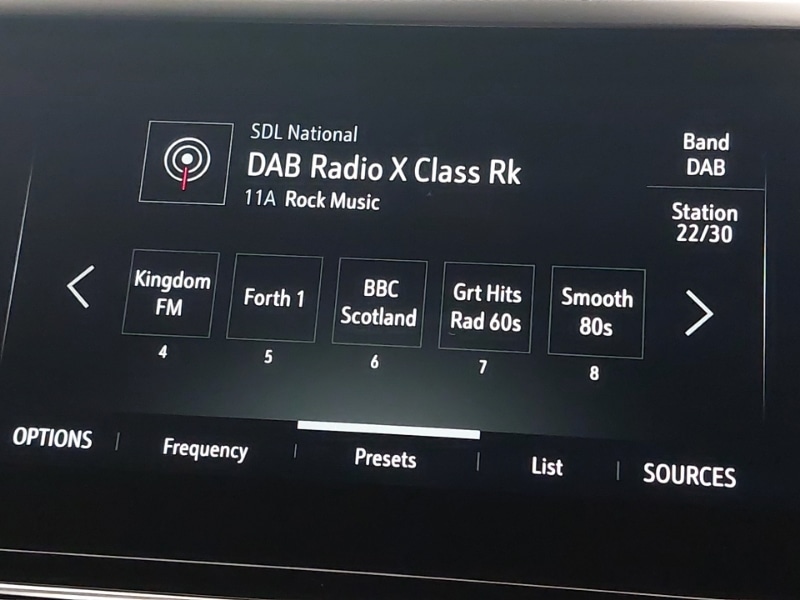 SDL National
DAB Radio X Class Rk
11A Rock Music
Band
DAB
Station
22/30
Kingdom
FM
4
Forth 1
5
BBC
Scotland
6
Grt Hits
Rad 60s
7
Smooth
80s
8
OPTIONS
Frequency
Presets
List
SOURCES